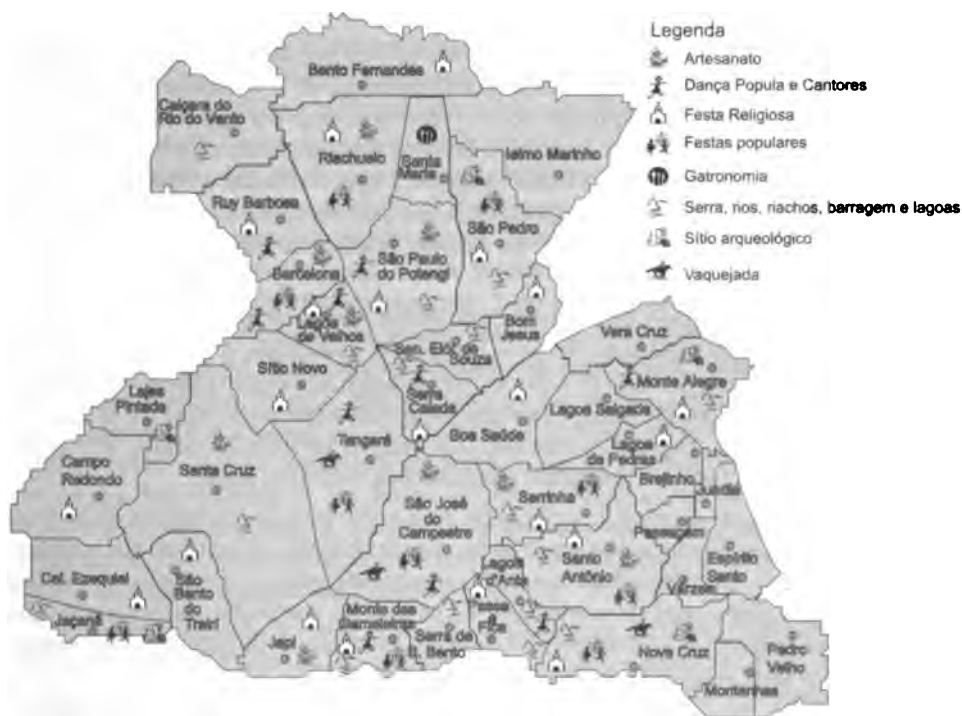 Legenda
Artesanato
Dança Popula e Cantores
Festa Religiosa
Festas populares
Gatronomia
Serra, rios, riachos, barragem e lagoas
Sítio arqueológico
Vaquejada
Bento Fernandes
Caiçara do
Rio do Vento
Riachuelo
Santa
Maria
Ielmo Marinho
Ruy Barbosa
São Pedro
São Paulo
do Potengi
Barcelona
Lagoa
de Velhos
Bom
Jesus
Sen. Eloi de
Souza
Vera Cruz
Sítio Novo
Serra
Caiada
Monte Alegre
Lajes
Pintada
Lagoa Salgada
Boa Saúde
Tangará
Lagoa
de Pedras
Campo
Redondo
Santa Cruz
Brejinho
Jundiá
Serrinha
São José
do
Campestre
Passagem
Santo
Antônio
Espírito
Santo
Lagoa
d'Anta
Cel. Ezequiel
São
Bento
do
Trairí
Várzea
Jaçanã
Monte das
Gameleiras
Passa
Fica
Japi
Serra de
S. Bento
Nova Cruz
Pedro
Velho
Montanhas